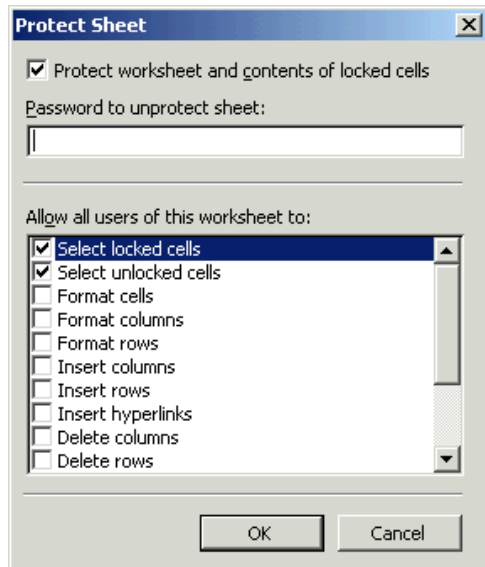 Protect Sheet
Protect worksheet and contents of locked cells
Password to unprotect sheet:
Allow all users of this worksheet to:
Select locked cells
Select unlocked cells
Format cells
Format columns
Format rows
Insert columns
Insert rows
Insert hyperlinks
Delete columns
Delete rows
OK Cancel